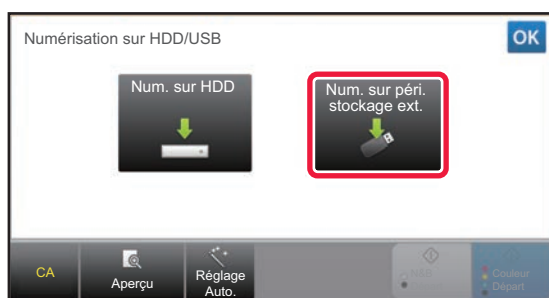 Numérisation sur HDD/USB
OK
Num. sur HDD
Num. sur péri.
stockage ext.
CA
Aperçu
Réglage
Auto.
N&B
Couleur
Départ